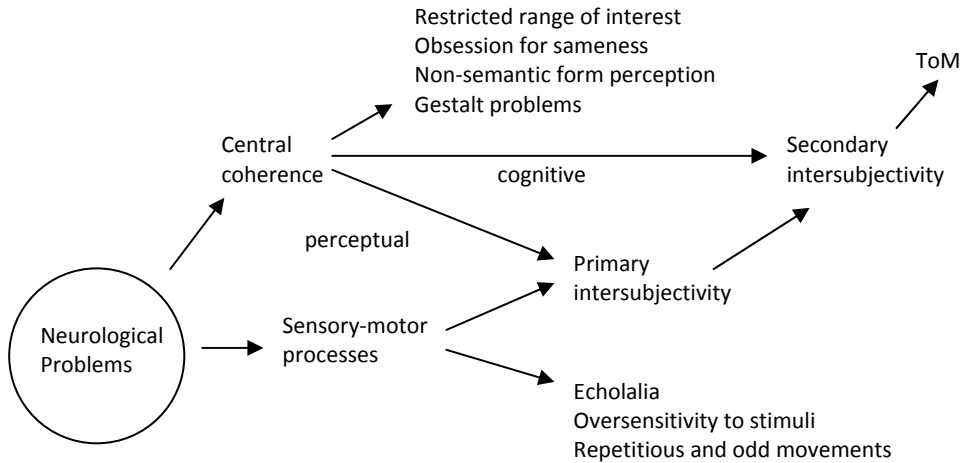 Restricted range of interest
Obsession for sameness
Non-semantic form perception
Gestalt problems
ToM
Central
coherence
cognitive
Secondary
intersubjectivity
perceptual
Primary
intersubjectivity
Neurological
Problems
Sensory-motor
processes
Echolalia
Oversensitivity to stimuli
Repetitious and odd movements